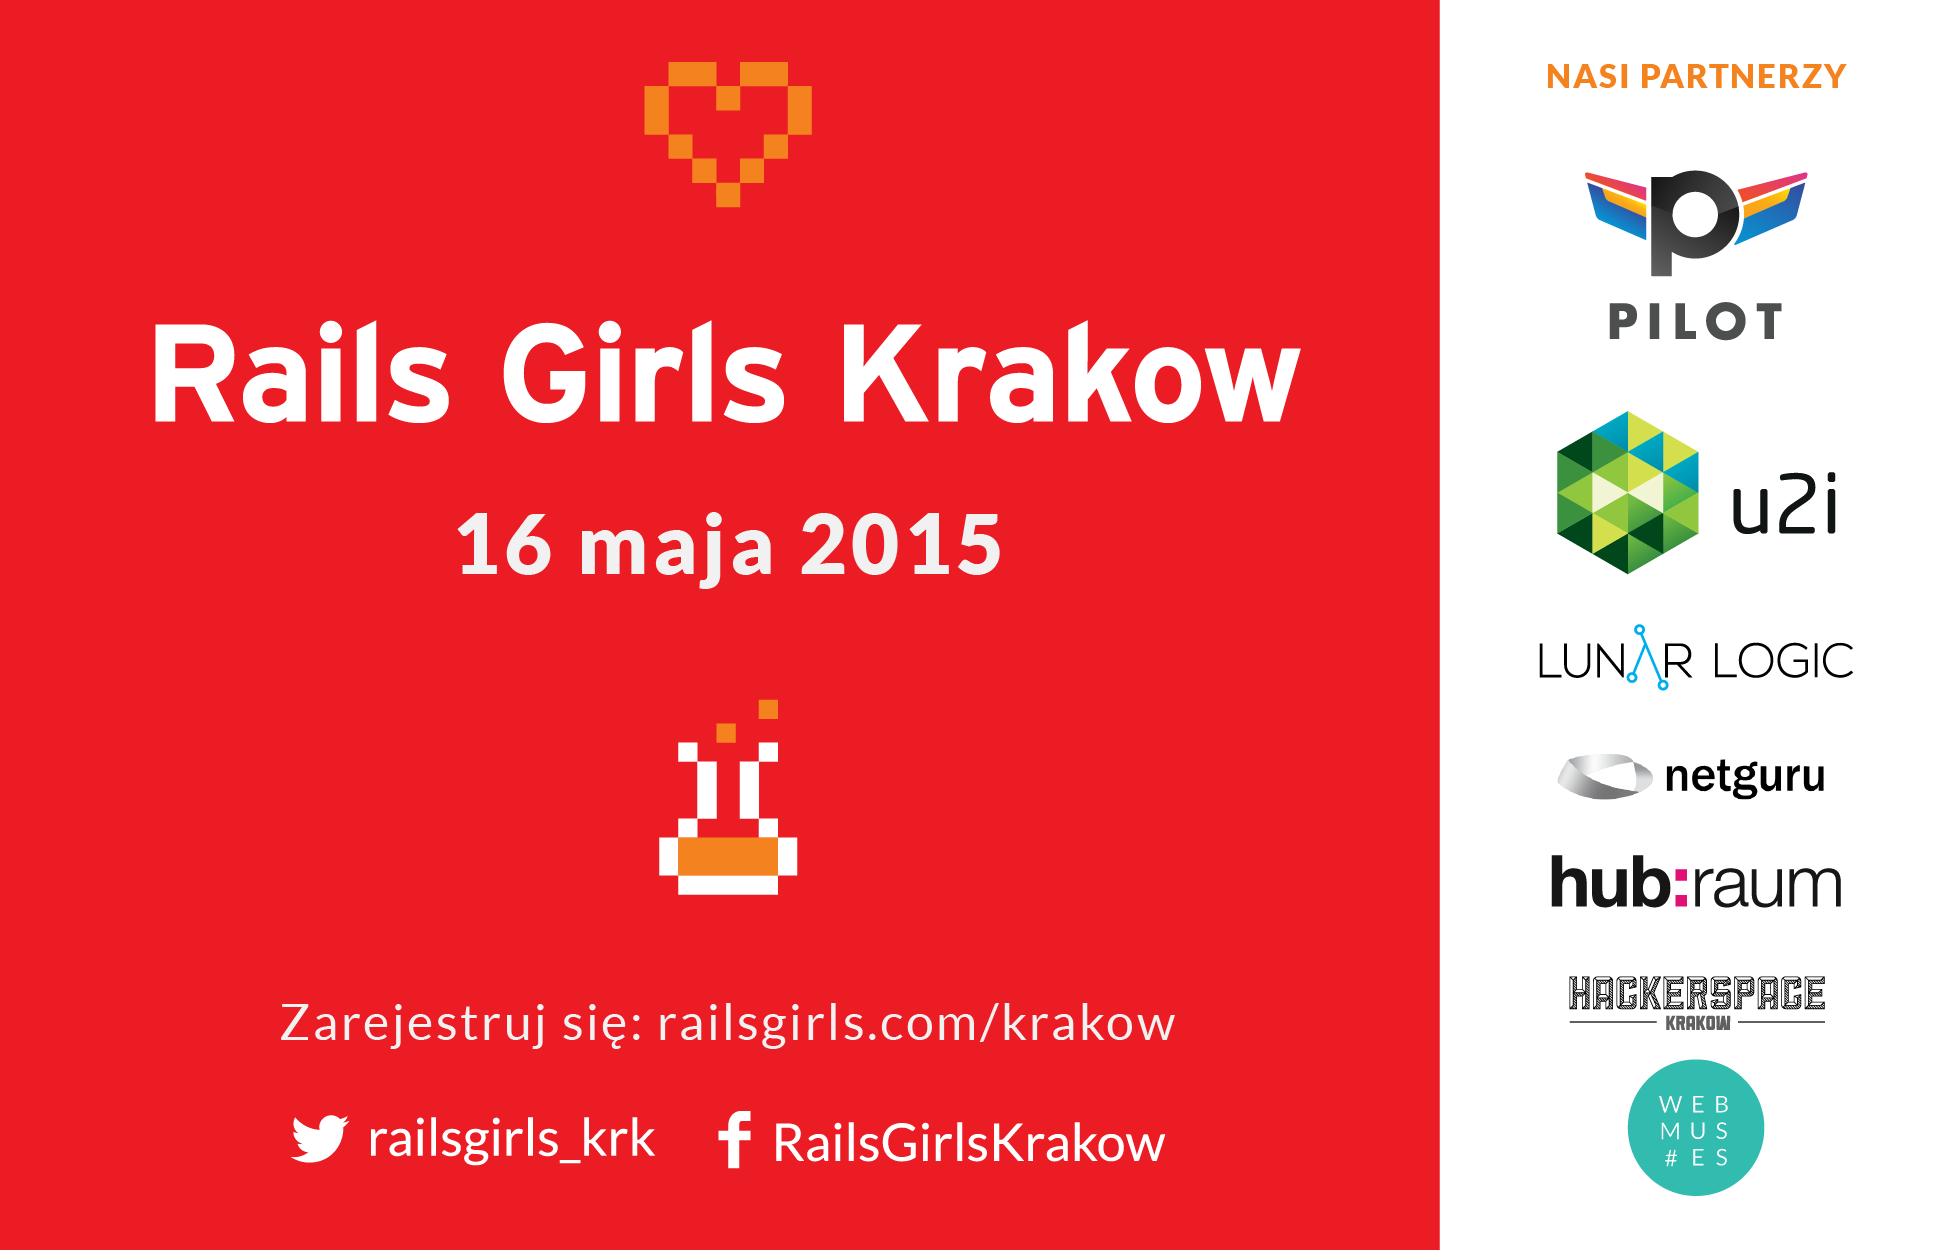 Rails Girls Krakow
16 maja 2015
Zarejestruj się: railsgirls.com/krakow
railsgirls_krk
RailsGirlsKrakow
NASI PARTNERZY
P
PILOT
u2i
LUNAR LOGIC
netguru
hub:raum
HACKERSPACE
KRAKOW
WEB
MUS
#ES